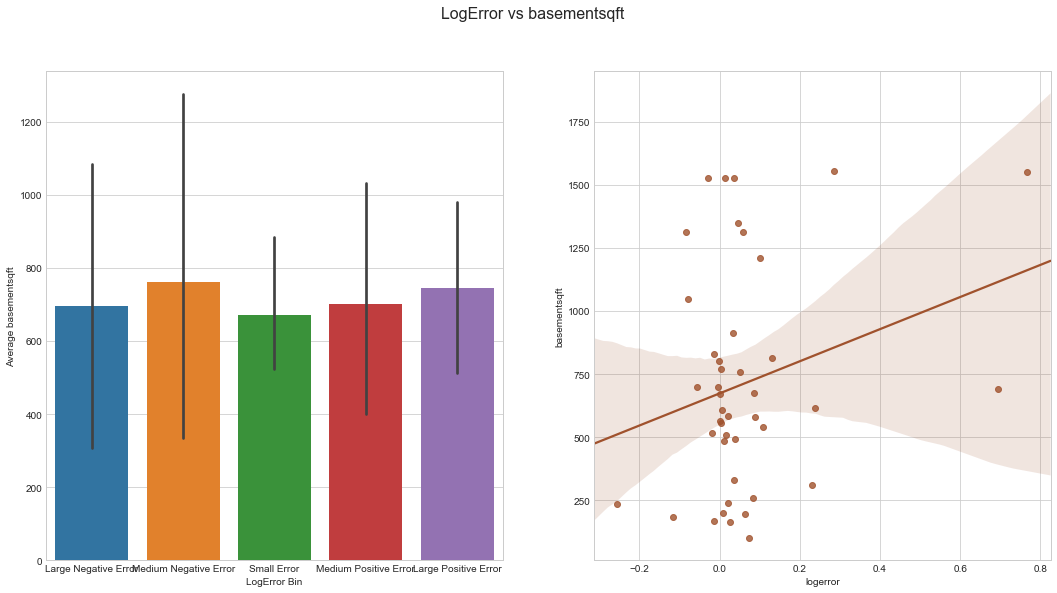 LogError vs basementsqft
Average basementsqft
1200
1000
800
600
400
200
0
Large Negative Error
Medium Negative Error
Small Error
Medium Positive Error
Large Positive Error
LogError Bin
basementsqft
1750
1500
1250
1000
750
500
250
−0.2
0.0
0.2
0.4
0.6
0.8
logerror